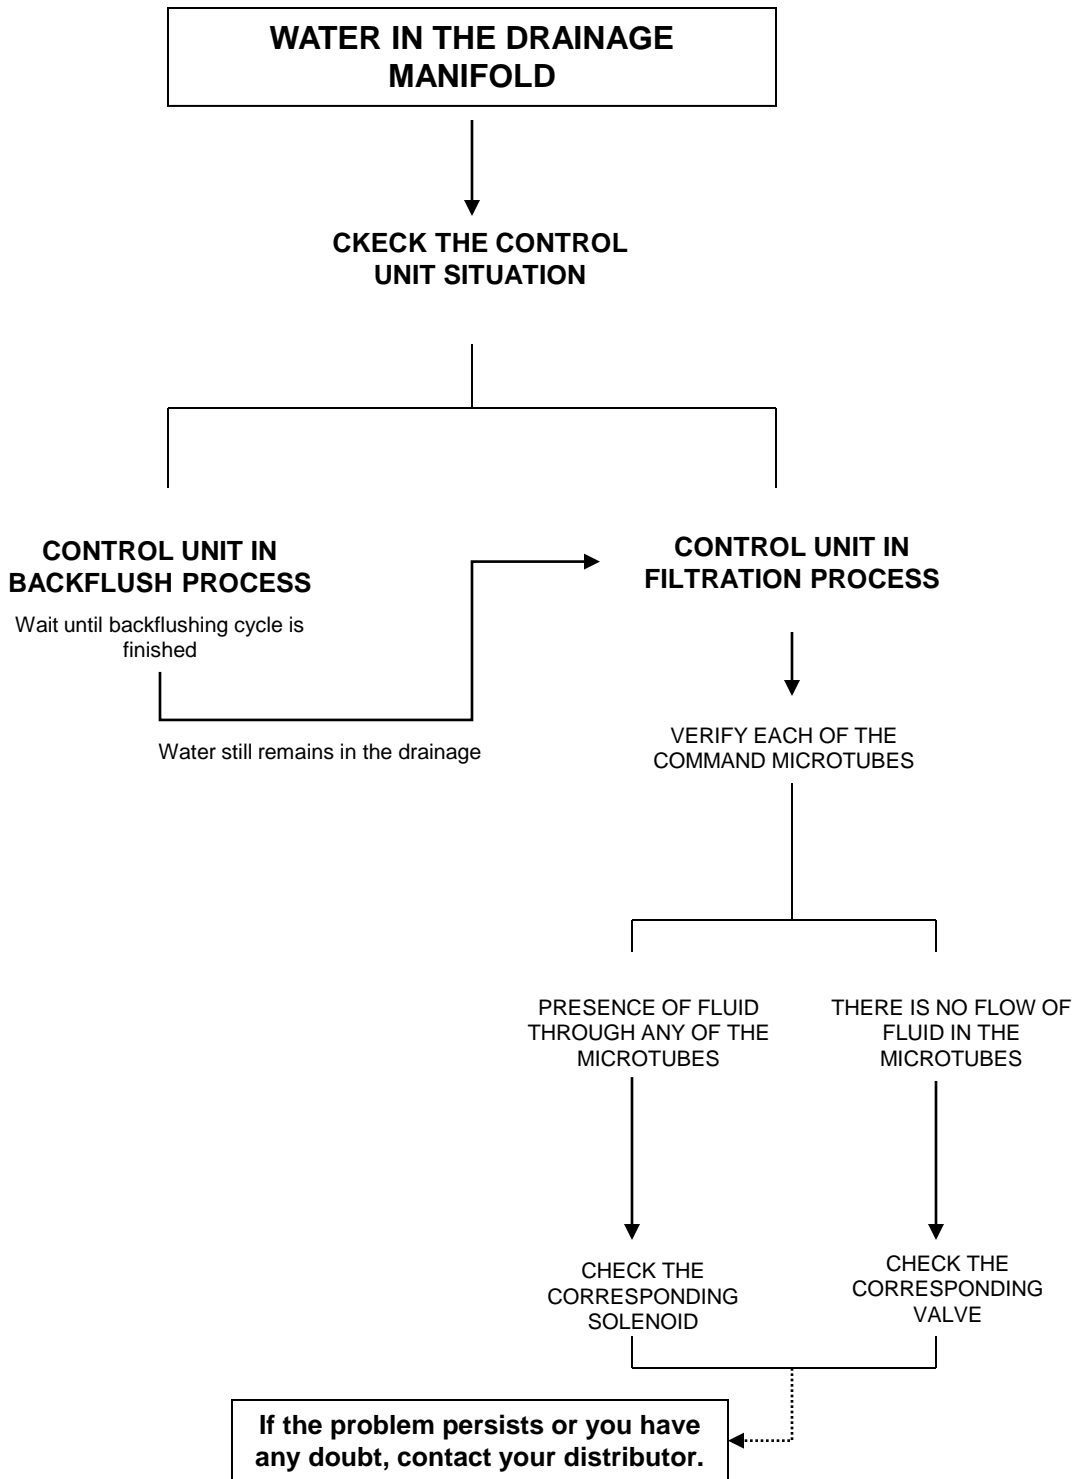 WATER IN THE DRAINAGE
MANIFOLD
CKECK THE CONTROL
UNIT SITUATION
CONTROL UNIT IN
BACKFLUSH PROCESS
Wait until backflushing cycle is
finished
Water still remains in the drainage
CONTROL UNIT IN
FILTRATION PROCESS
VERIFY EACH OF THE
COMMAND MICROTUBES
PRESENCE OF FLUID
THROUGH ANY OF THE
MICROTUBES
THERE IS NO FLOW OF
FLUID IN THE
MICROTUBES
CHECK THE
CORRESPONDING
SOLENOID
CHECK THE
CORRESPONDING
VALVE
If the problem persists or you have
any doubt, contact your distributor.